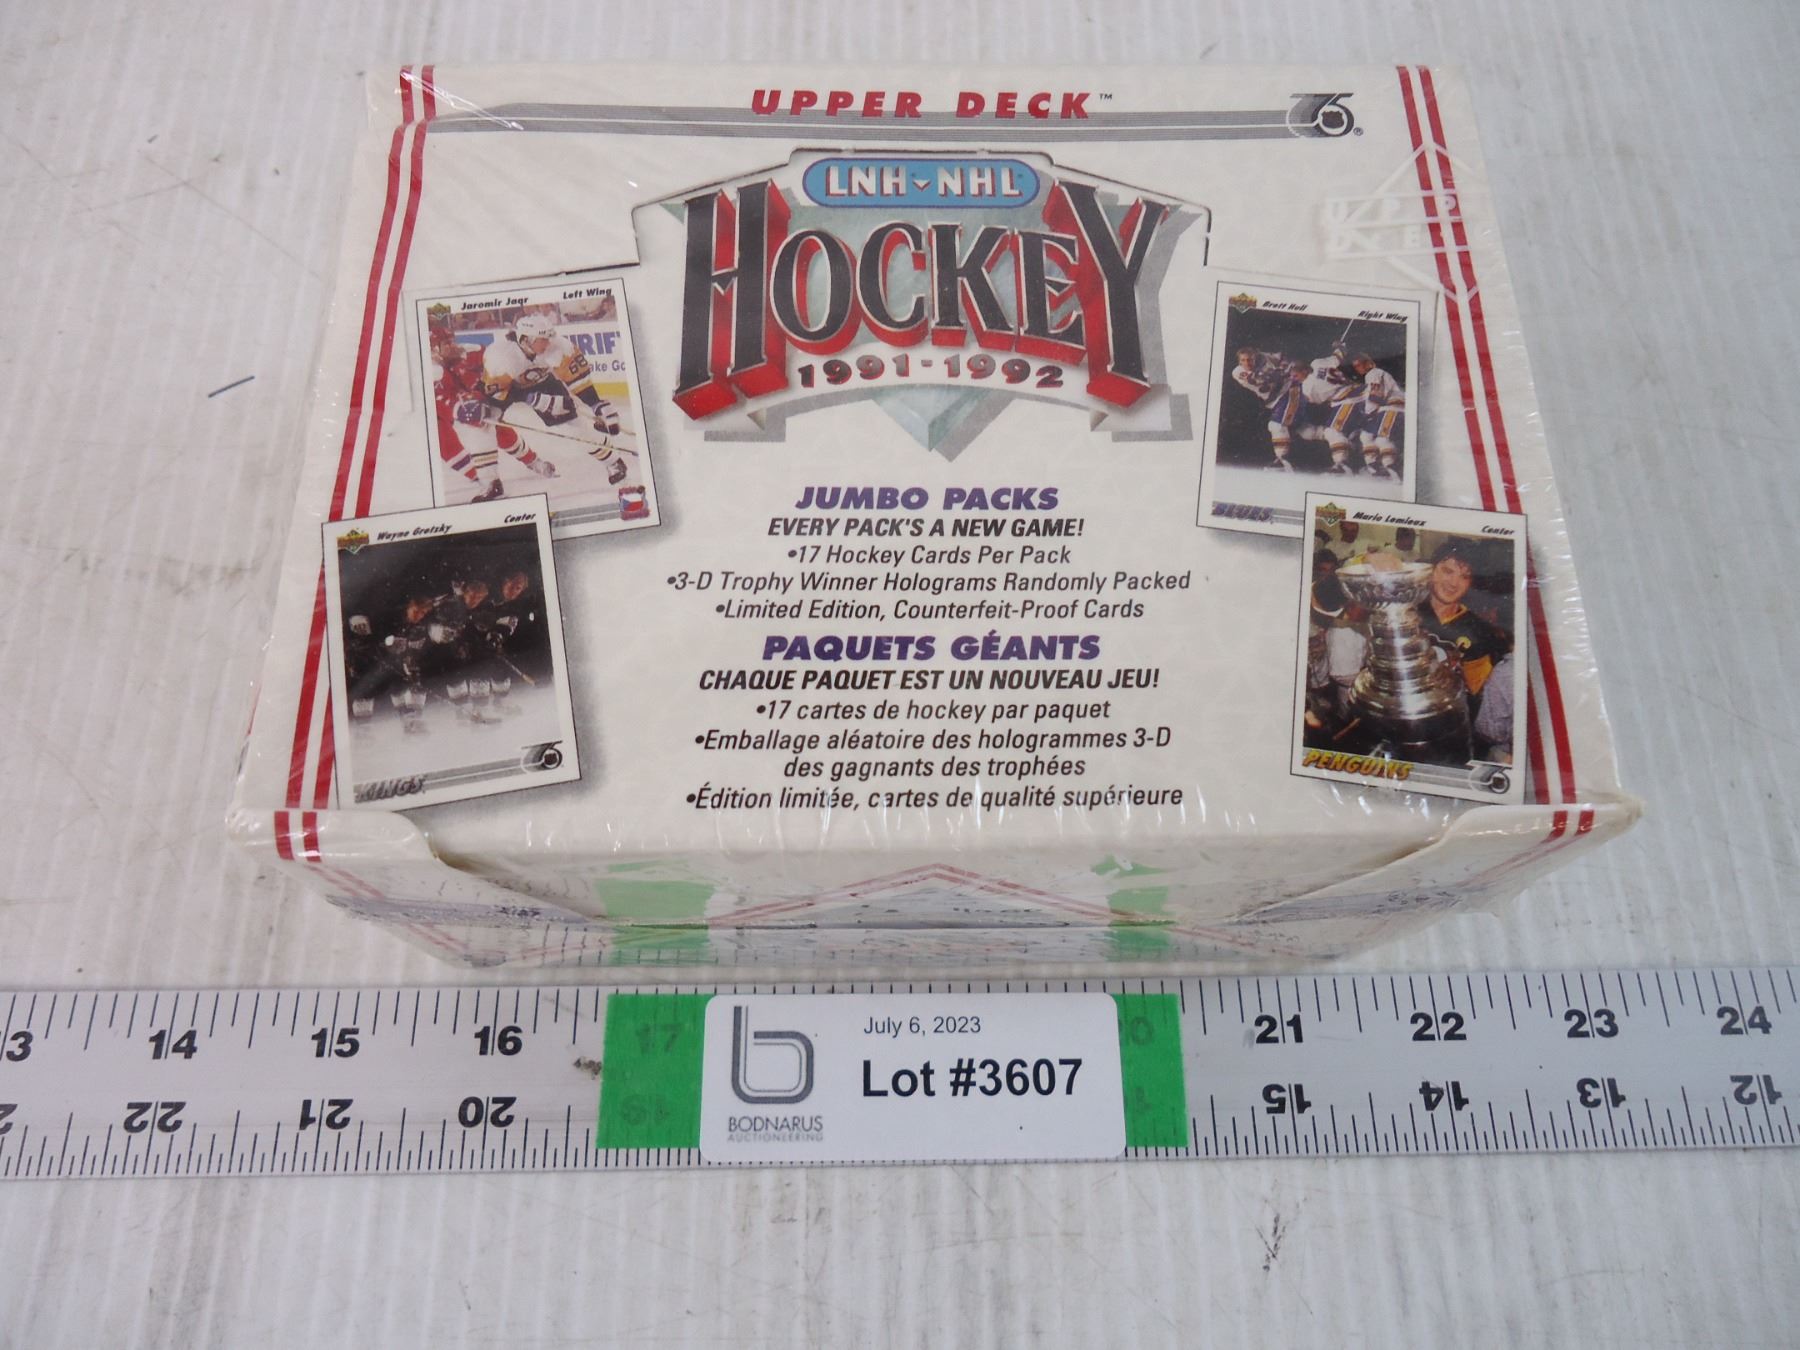 UPPER DECK™
75®
LNH NHL
HOCKEY
1991-1992
Jaromir Jagr Left Wing
Brett Hull Right Wing
BLUES
Wayne Gretzky Center
KINGS
75
Mario Lemieux Center
PENGUINS
JUMBO PACKS
EVERY PACK'S A NEW GAME!
•17 Hockey Cards Per Pack
•3-D Trophy Winner Holograms Randomly Packed
•Limited Edition, Counterfeit-Proof Cards
PAQUETS GÉANTS
CHAQUE PAQUET EST UN NOUVEAU JEU!
•17 cartes de hockey par paquet
•Emballage aléatoire des hologrammes 3-D
des gagnants des trophées
•Édition limitée, cartes de qualité supérieure
14 15 16 17 20 21 22 23 24
22 21 20 15 14 13 12
July 6, 2023
Lot #3607
BODNARUS
AUCTIONEERING